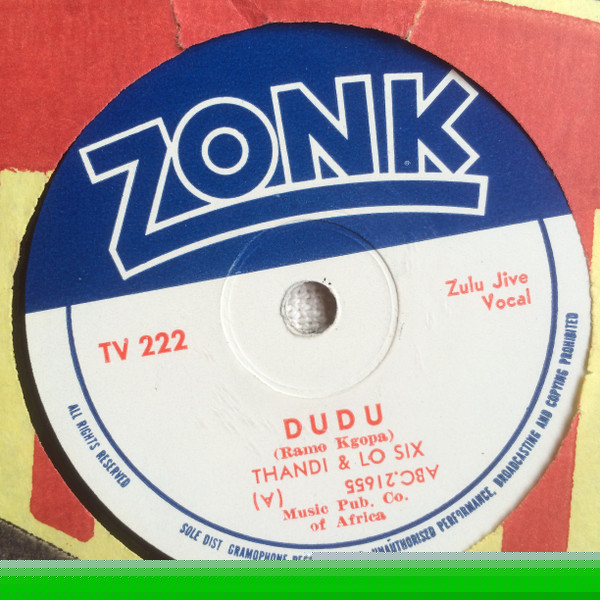 ZONK
Zulu Jive
Vocal
TV 222
DUDU
(Ramo Kgopa)
THANDI & LO SIX
ABC.21655
(A)
Music Pub. Co.
of Africa
ALL RIGHTS RESERVED
SOLE DIST GRAMOPHONE
UNAUTHORISED PERFORMANCE, BROADCASTING AND COPYING PROHIBITED